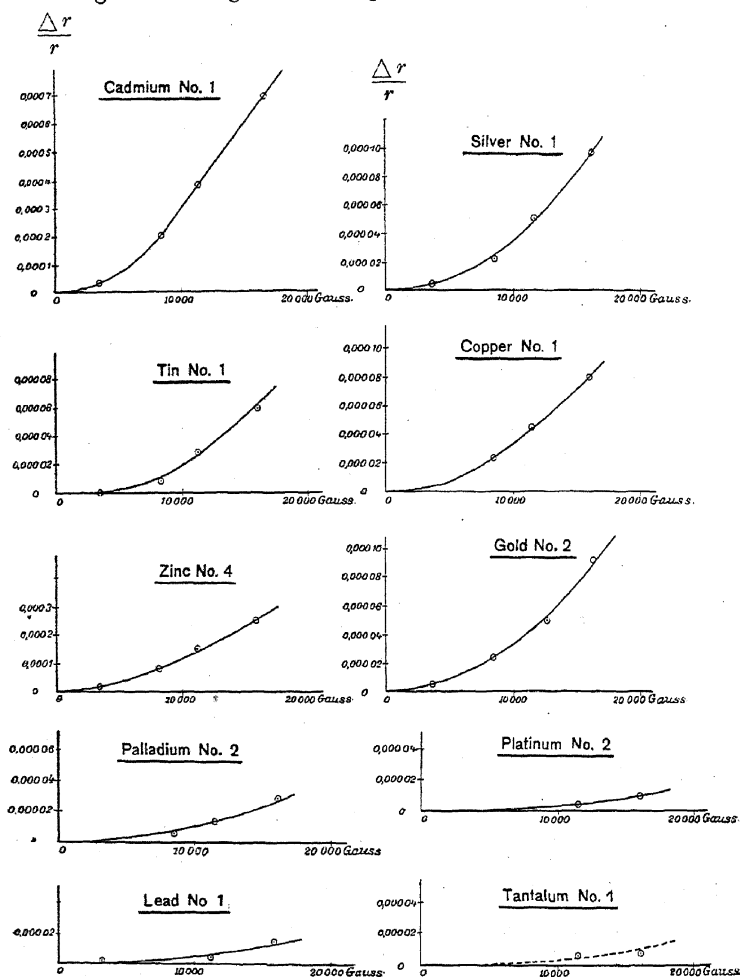 Δ r
r
Cadmium No. 1
0,0007
0,0006
0,0005
0,0004
0,0003
0,0002
0,0001
0
0
10000
20000 Gauss.
Δ r
r
Silver No. 1
0,00010
0,00008
0,00006
0,00004
0,00002
0
0
10000
20000 Gauss.
Tin No. 1
0,00008
0,00006
0,00004
0,00002
0
0
10000
20000 Gauss.
Copper No. 1
0,00010
0,00008
0,00006
0,00004
0,00002
0
0
10000
20000 Gauss.
Zinc No. 4
0,0003
0,0002
0,0001
0
0
10000
20000 Gauss.
Gold No. 2
0,00010
0,00008
0,00006
0,00004
0,00002
0
0
10000
20000 Gauss.
Palladium No. 2
0,00006
0,00004
0,00002
0
10000
20000 Gauss
Platinum No. 2
0,00004
0,00002
0
0
10000
20000 Gauss.
Lead No 1
0,00002
0
0
10000
20000 Gauss
Tantalum No. 1
0,00004
0,00002
0
0
10000
20000 Gauss